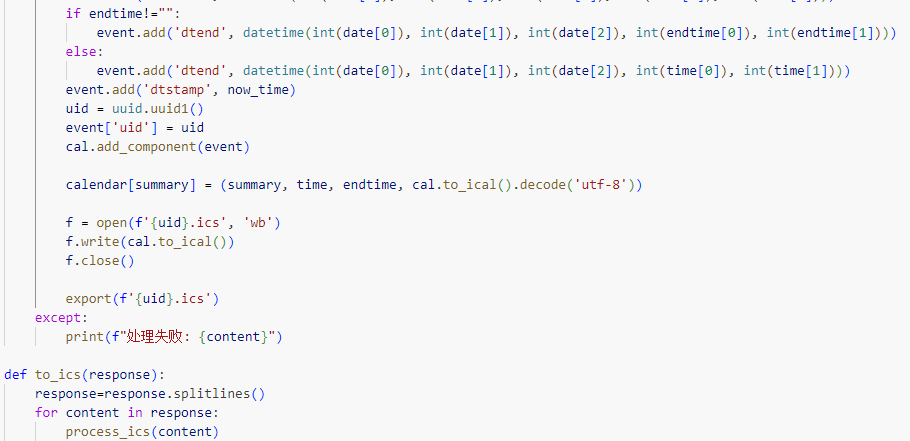 if endtime!="":
event.add('dtend', datetime(int(date[0]), int(date[1]), int(date[2]), int(endtime[0]), int(endtime[1])))
else:
event.add('dtend', datetime(int(date[0]), int(date[1]), int(date[2]), int(time[0]), int(time[1])))
event.add('dtstamp', now_time)
uid = uuid.uuid1()
event['uid'] = uid
cal.add_component(event)
calendar[summary] = (summary, time, endtime, cal.to_ical().decode('utf-8'))
f = open(f'{uid}.ics', 'wb')
f.write(cal.to_ical())
f.close()
export(f'{uid}.ics')
except:
print(f"处理失败: {content}")
def to_ics(response):
response=response.splitlines()
for content in response:
process_ics(content)